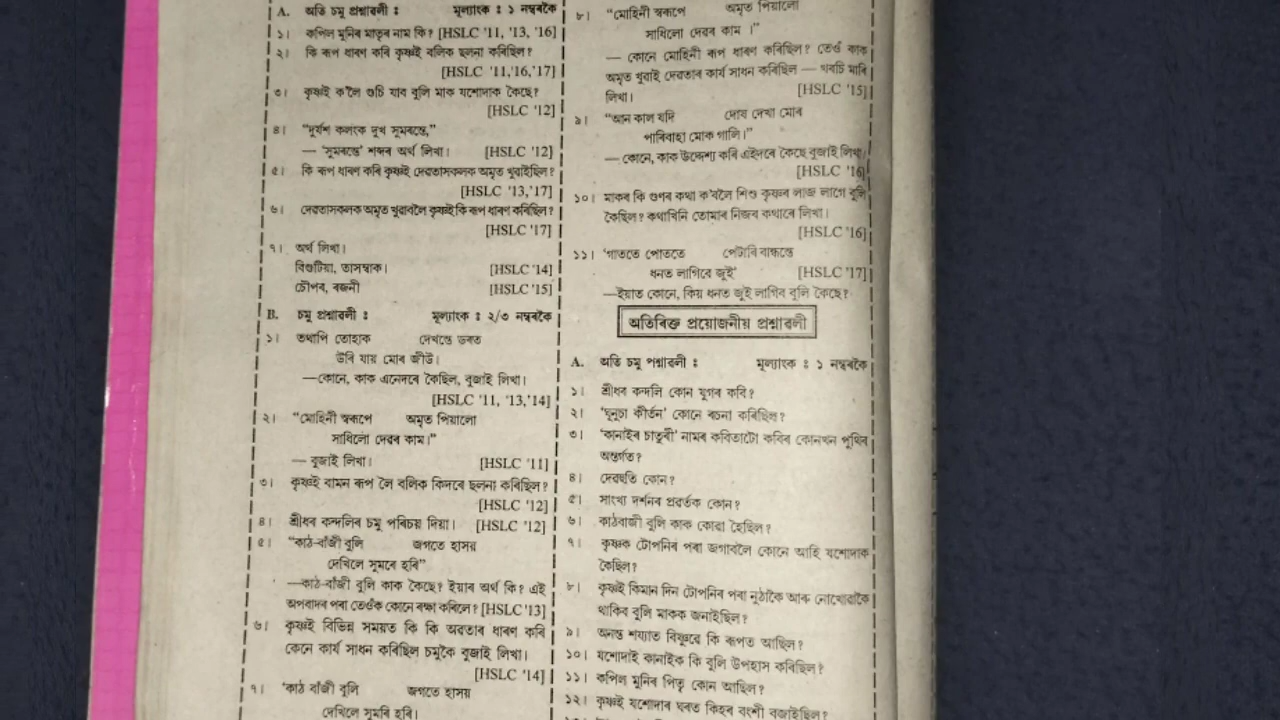 A. অতি চমু প্ৰশ্নাৱলী : মূল্যাংক : ১ নম্বৰকৈ
১। কপিল মুনিৰ মাতৃৰ নাম কি? [HSLC '11, '13, '16]
২। কি ৰূপ ধাৰণ কৰি কৃষ্ণই বলিক ছলনা কৰিছিল?
[HSLC '11,'16,'17]
৩। কৃষ্ণই ক'লৈ গুচি যাব বুলি মাক যশোদাক কৈছে?
[HSLC '12]
৪। “দুৰ্যশ কলংক দুখ সুমৰন্তে,”
— 'সুমৰন্তে' শব্দৰ অৰ্থ লিখা। [HSLC '12]
৫। কি ৰূপ ধাৰণ কৰি কৃষ্ণই দেৱতাসকলক অমৃত খুৱাইছিল?
[HSLC '13,'17]
৬। দেৱতাসকলক অমৃত খুৱাবলৈ কৃষ্ণই কি ৰূপ ধাৰণ কৰিছিল?
[HSLC '17]
৭। অৰ্থ লিখা।
বিগুটিয়া, তাসম্বাক। [HSLC '14]
চৌপৰ, ৰজনী [HSLC '15]
B. চমু প্ৰশ্নাৱলী : মূল্যাংক : ২/৩ নম্বৰকৈ
১। তথাপি তোহাক দেখন্তে ডৰত
উৰি যায় মোৰ জীউ।
—কোনে, কাক এনেদৰে কৈছিল, বুজাই লিখা।
[HSLC '11, '13,'14]
২। “মোহিনী স্বৰূপে অমৃত পিয়ালো
সাধিলো দেৱৰ কাম।”
— বুজাই লিখা। [HSLC '11]
৩। কৃষ্ণই বামন ৰূপ লৈ বলিক কিদৰে ছলনা কৰিছিল?
[HSLC '12]
৪। শ্ৰীধৰ কন্দলিৰ চমু পৰিচয় দিয়া। [HSLC '12]
৫। “কাঠ-বাঁজী বুলি জগতে হাসয়
দেখিলে সুমৰে হৰি”
—কাঠ-বাঁজী বুলি কাক কৈছে? ইয়াৰ অৰ্থ কি? এই
অপবাদৰ পৰা তেওঁক কোনে ৰক্ষা কৰিলে? [HSLC '13]
৬। কৃষ্ণই বিভিন্ন সময়ত কি কি অৱতাৰ ধাৰণ কৰি
কেনে কাৰ্য সাধন কৰিছিল চমুকৈ বুজাই লিখা।
[HSLC '14]
৭। 'কাঠ বাঁজী বুলি জগতে হাসয়
দেখিলে সুমৰি হৰি।
৮। “মোহিনী স্বৰূপে অমৃত পিয়ালো
সাধিলো দেৱৰ কাম ।”
— কোনে মোহিনী ৰূপ ধাৰণ কৰিছিল? তেওঁ কাক
অমৃত খুৱাই দেৱতাৰ কাৰ্য সাধন কৰিছিল — খৰচি মাৰি
লিখা। [HSLC '15]
৯। “আন কাল যদি দোষ দেখা মোৰ
পাৰিবাহা মোক গালি।”
— কোনে, কাক উদ্দেশ্য কৰি এইদৰে কৈছে বুজাই লিখা।
[HSLC '16]
১০। মাকৰ কি গুণৰ কথা ক'বলৈ শিশু কৃষ্ণৰ লাজ লাগে বুলি
কৈছিল? কথাখিনি তোমাৰ নিজৰ কথাৰে লিখা।
[HSLC '16]
১১। 'গাততে পোততে পেটাৰি বান্ধন্তে
ধনত লাগিবে জুই' [HSLC '17]
—ইয়াত কোনে, কিয় ধনত জুই লাগিব বুলি কৈছে?
অতিৰিক্ত প্ৰয়োজনীয় প্ৰশ্নাৱলী
A. অতি চমু পশ্নাৱলী : মূল্যাংক : ১ নম্বৰকৈ
১। শ্ৰীধৰ কন্দলি কোন যুগৰ কবি?
২। 'ঘুনুচা কীৰ্তন' কোনে ৰচনা কৰিছিল?
৩। 'কানাইৰ চাতুৰী' নামৰ কবিতাটো কবিৰ কোনখন পুথিৰ
অন্তৰ্গত?
৪। দেৱহুতি কোন?
৫। সাংখ্য দৰ্শনৰ প্ৰৱৰ্তক কোন?
৬। কাঠবাজী বুলি কাক কোৱা হৈছিল?
৭। কৃষ্ণক টোপনিৰ পৰা জগাবলৈ কোনে আহি যশোদাক
কৈছিল?
৮। কৃষ্ণই কিমান দিন টোপনিৰ পৰা নুঠাকৈ আৰু নোখোৱাকৈ
থাকিব বুলি মাকক জনাইছিল?
৯। অনন্ত শয্যাত বিষ্ণুৱে কি ৰূপত আছিল?
১০। যশোদাই কানাইক কি বুলি উপহাস কৰিছিল?
১১। কপিল মুনিৰ পিতৃ কোন আছিল?
১২। কৃষ্ণই যশোদাৰ ঘৰত কিহৰ বংশী বজাইছিল?